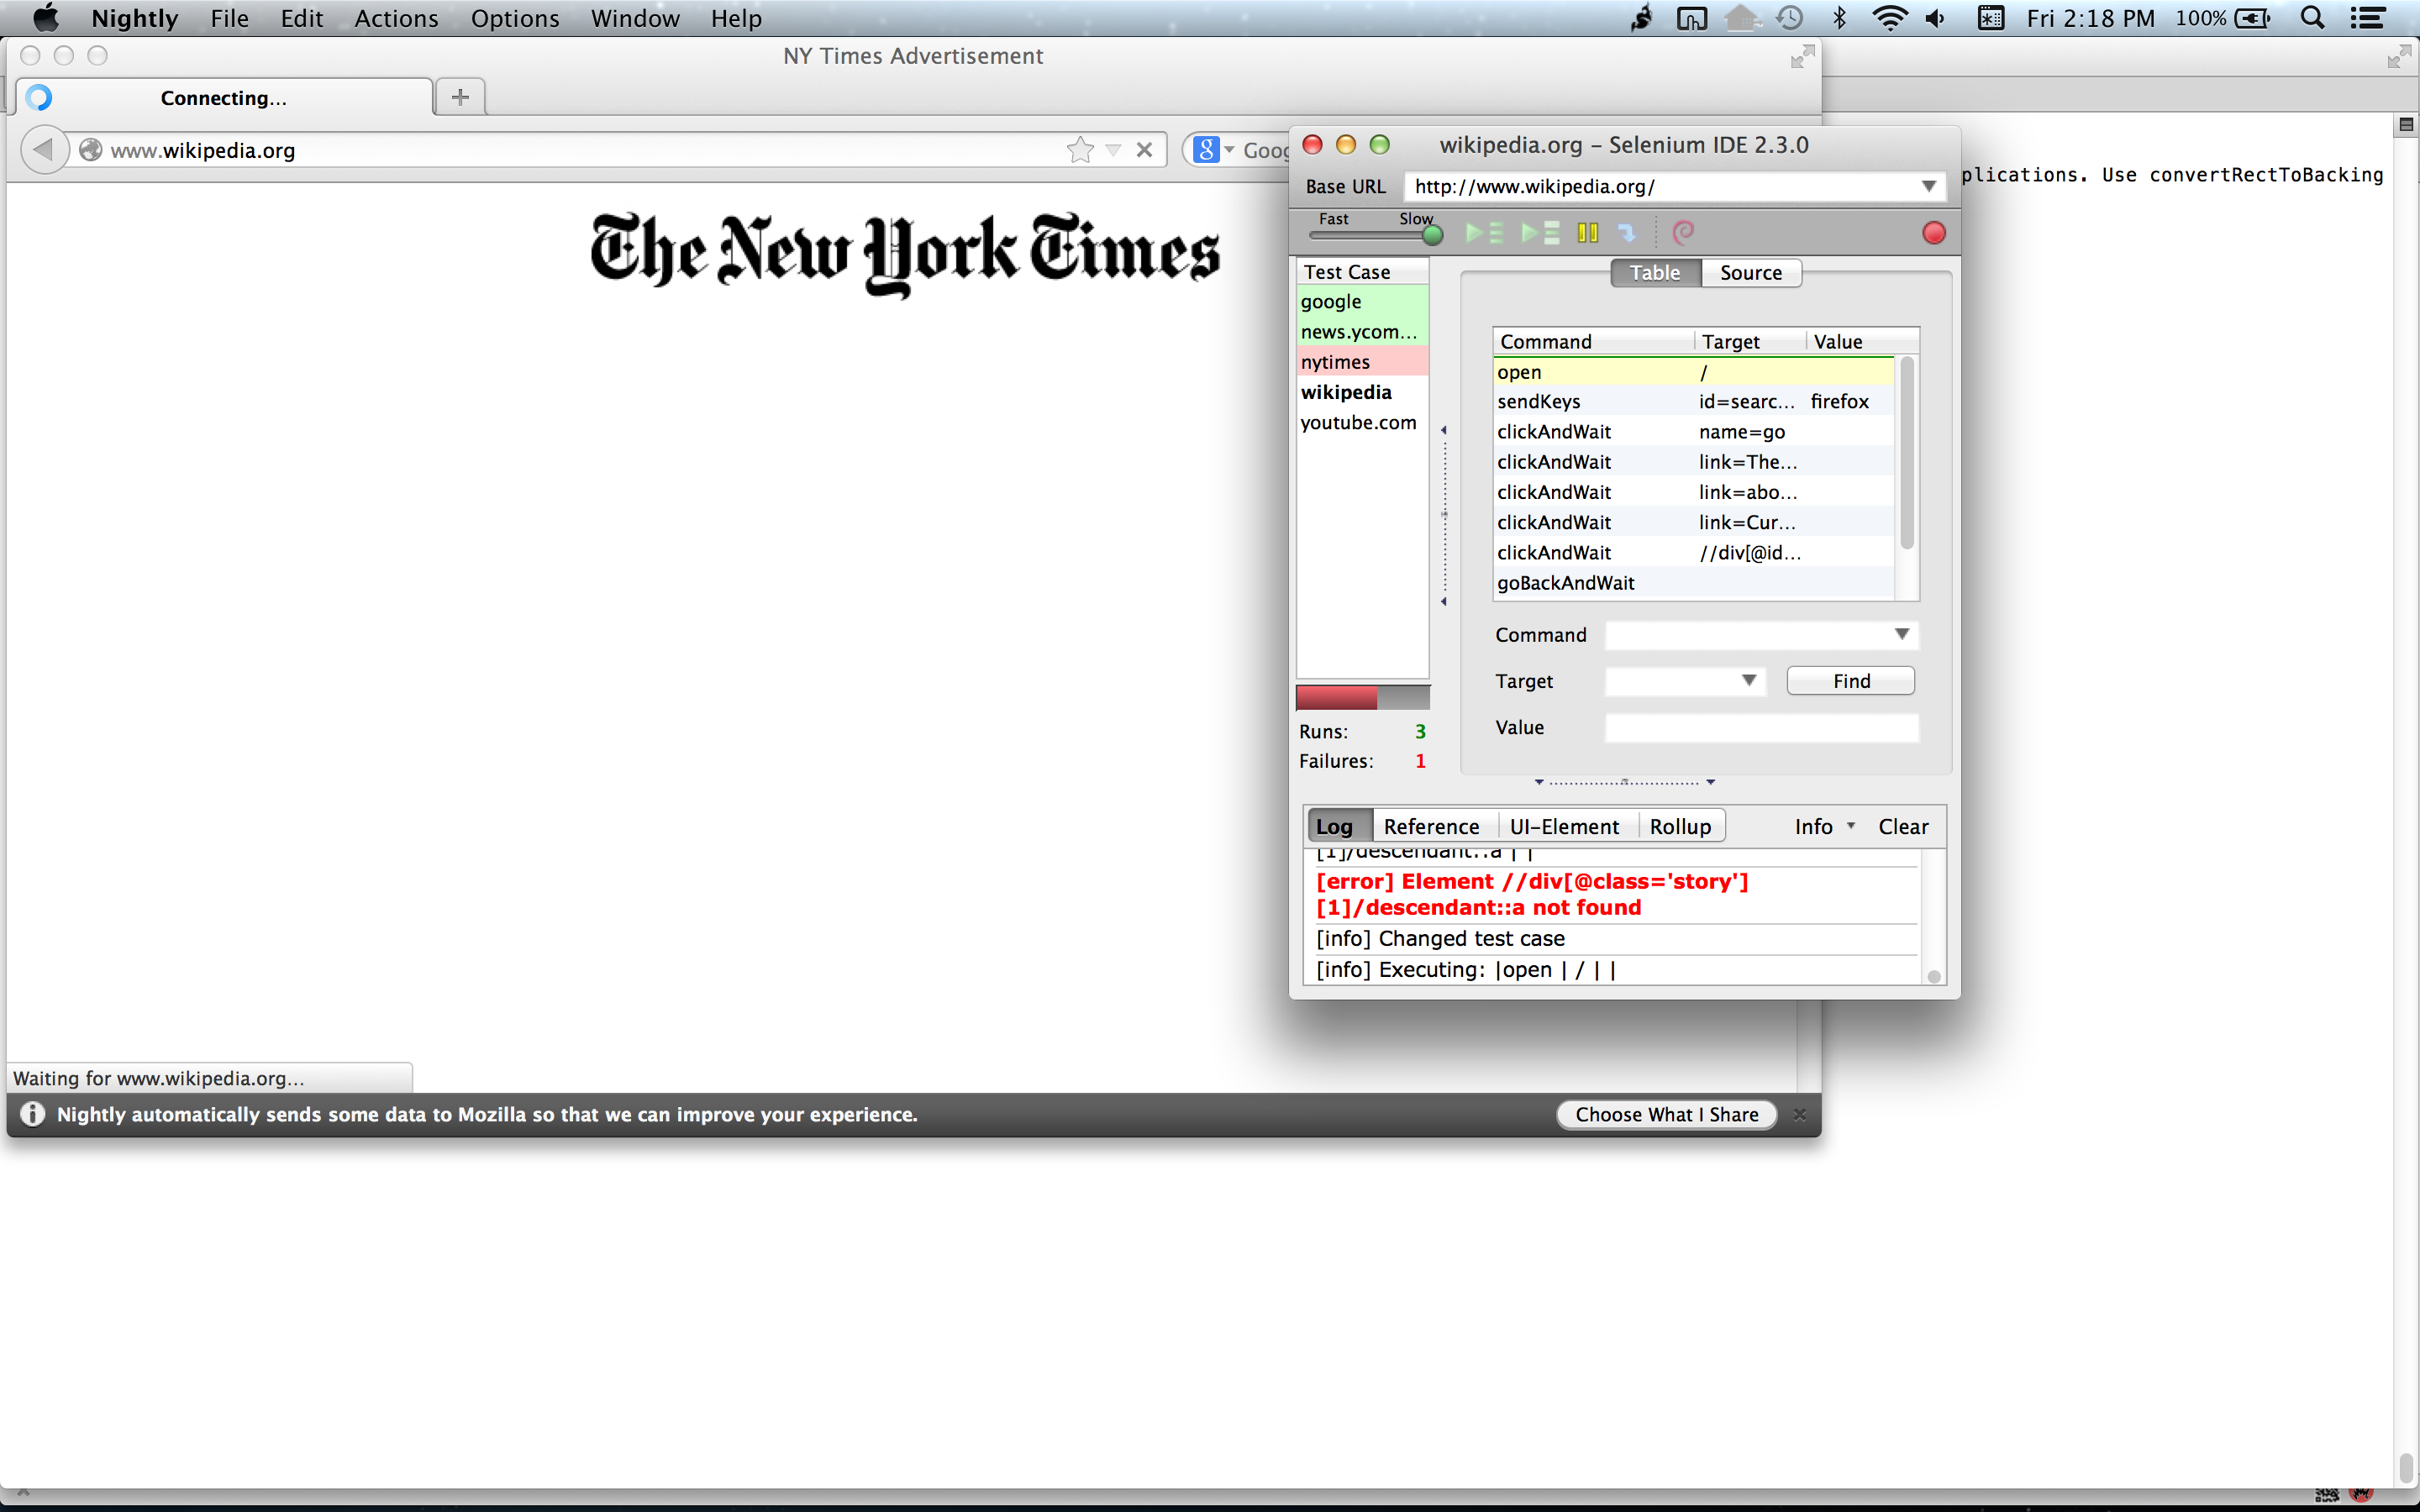 Nightly File Edit Actions Options Window Help Fri 2:18 PM 100%
NY Times Advertisement
Connecting...
www.wikipedia.org
g
The New York Times
plications. Use convertRectToBacking
wikipedia.org - Selenium IDE 2.3.0
Base URL http://www.wikipedia.org/
Fast Slow
Test Case
google
news.ycom...
nytimes
wikipedia
youtube.com
Runs: 3
Failures: 1
Table Source
Command Target Value
open /
sendKeys id=searc... firefox
clickAndWait name=go
clickAndWait link=The...
clickAndWait link=abo...
clickAndWait link=Cur...
clickAndWait //div[@id...
goBackAndWait
Command
Target Find
Value
Log Reference UI-Element Rollup Info Clear
[1]/descendant::a | |
[error] Element //div[@class='story']
[1]/descendant::a not found
[info] Changed test case
[info] Executing: |open | / | |
Waiting for www.wikipedia.org...
Nightly automatically sends some data to Mozilla so that we can improve your experience. Choose What I Share